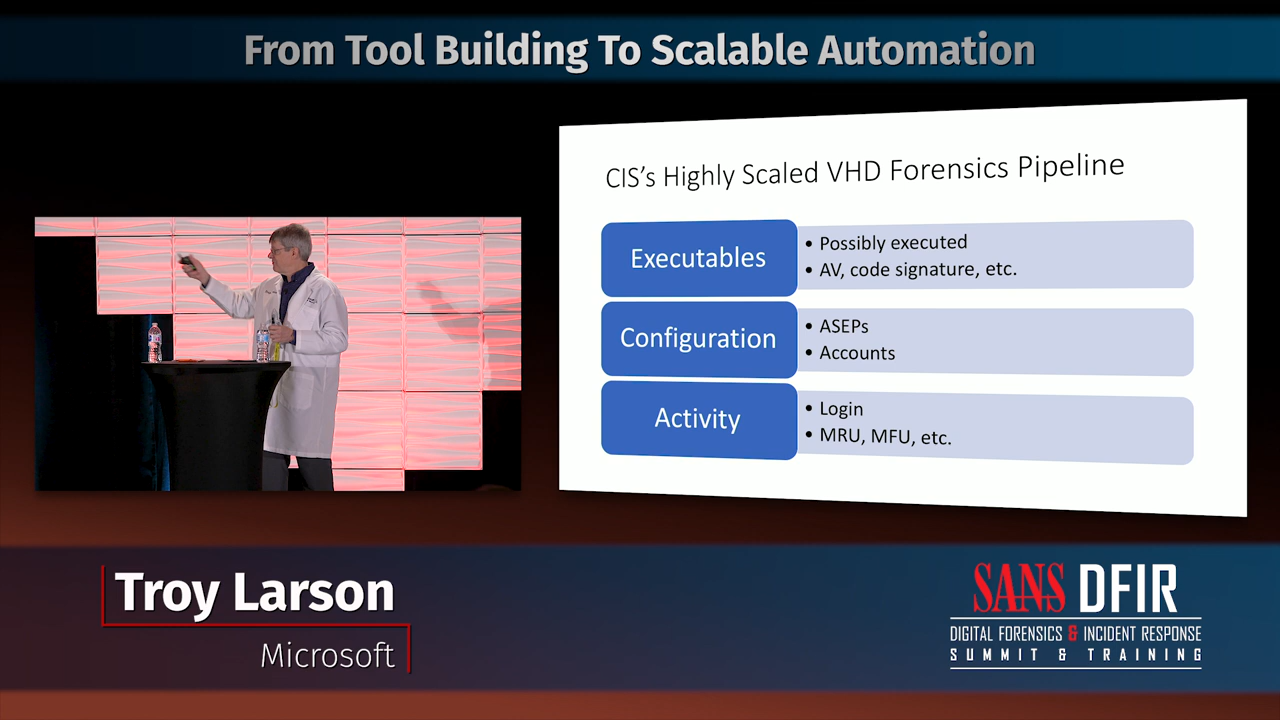 From Tool Building To Scalable Automation
CIS's Highly Scaled VHD Forensics Pipeline
Executables
• Possibly executed
• AV, code signature, etc.
Configuration
• ASEPs
• Accounts
Activity
• Login
• MRU, MFU, etc.
Troy Larson
Microsoft
SANS DFIR
DIGITAL FORENSICS & INCIDENT RESPONSE
SUMMIT & TRAINING